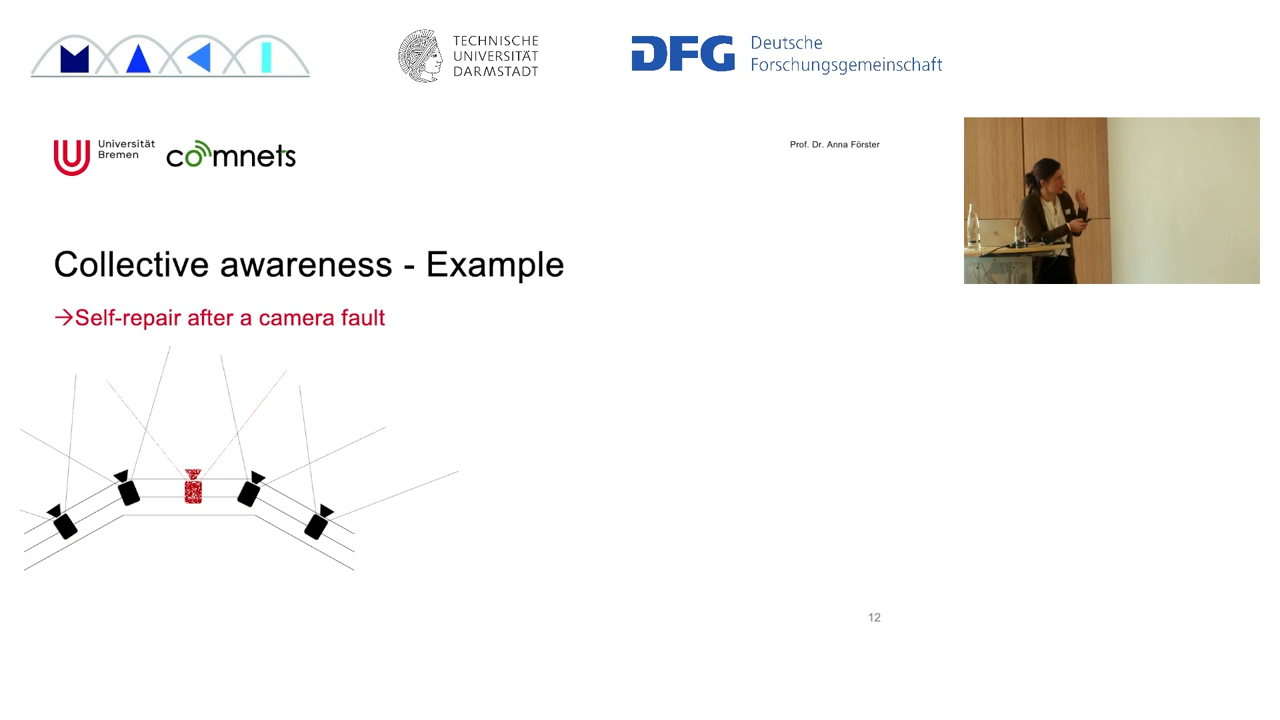 MAKI
TECHNISCHE
UNIVERSITÄT
DARMSTADT
DFG
Deutsche
Forschungsgemeinschaft
Universität
Bremen
comnets
Prof. Dr. Anna Förster
Collective awareness - Example
→Self-repair after a camera fault
12